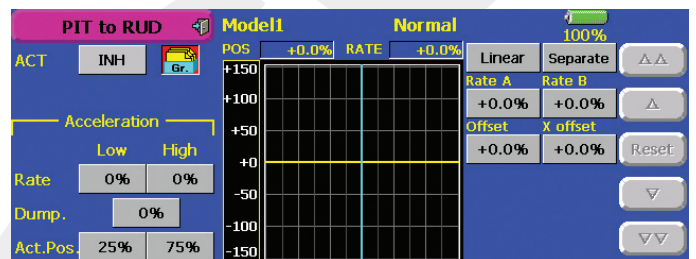 PIT to RUD Model1 Normal
100%
ACT INH Gr. POS +0.0% RATE +0.0% Linear Separate
+150
Rate A Rate B
+100 +0.0% +0.0%
Acceleration +50 Offset X offset
Low High +0 +0.0% +0.0% Reset
Rate 0% 0%
-50
Dump. 0%
-100
Act.Pos. 25% 75% -150